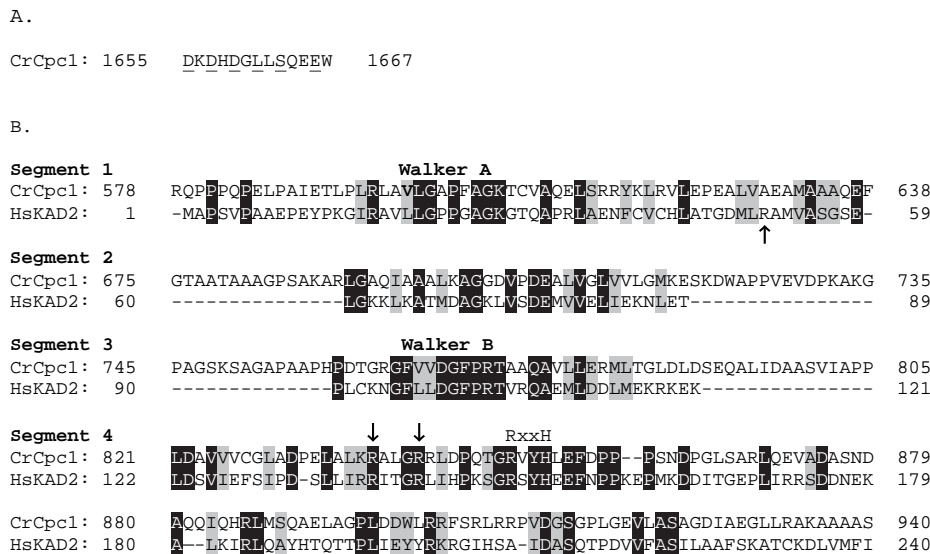 A.
CrCpc1: 1655 DKDHDGLLSQEEW 1667
B.
Segment 1 Walker A
CrCpc1: 578 RQPPPQPELPAIETLPLRLAVLGAPFAGKTCVAQELSRRYKLRVLEPEALVAEAMAAAQEF 638
HsKAD2: 1 -MAPSVPAAEPEYPKGIRAVLLGPPGAGKGTQAPRLAENFCVCHLATGDMLRAMVASGSE- 59
↑
Segment 2
CrCpc1: 675 GTAATAAAGPSAKARLGAQIAAALKAGGDVPDEALVGLVVLGMKESKDWAPPVEVDPKAKG 735
HsKAD2: 60 ---------------LGKKLKATMDAGKLVSDEMVVELIEKNLET---------------- 89
Segment 3 Walker B
CrCpc1: 745 PAGSKSAGAPAAPHPDTGRGFVVDGFPRTAAQAVLLERMLTGLDLDSEQALIDAASVIAPP 805
HsKAD2: 90 --------------PLCKNGFLLDGFPRTVRQAEMLDDLMEKRKEK--------------- 121
Segment 4 ↓ ↓ RxxH
CrCpc1: 821 LDAVVVVCGLADPELALKRALGRRLDPQTGRVYHLEFDPP--PSNDPGLSARLQEVADASND 879
HsKAD2: 122 LDSVIEFSIPD-SLLIRRITGRLIHPKSGRSYHEEFNPPKEPMKDDITGEPLIRRSDDNEK 179
CrCpc1: 880 AQQIQHRLMSQAELAGPLDDWLRRFSRLRRPVDGSGPLGEVLASAGDIAEGLLRAKAAAAS 940
HsKAD2: 180 A--LKIRLQAYHTQTTPLIEYYRKRGIHSA-IDASQTPDVVFASILAAFSKATCKDLVMFI 240